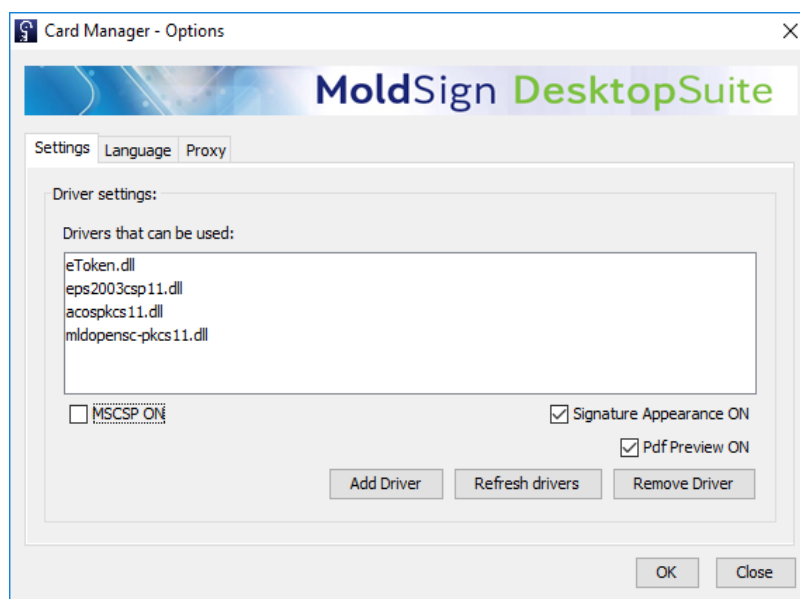 Card Manager - Options
MoldSign DesktopSuite
Settings Language Proxy
Driver settings:
Drivers that can be used:
eToken.dll
eps2003csp11.dll
acospkcs11.dll
mldopensc-pkcs11.dll
MSCSP ON Signature Appearance ON
Pdf Preview ON
Add Driver Refresh drivers Remove Driver
OK Close